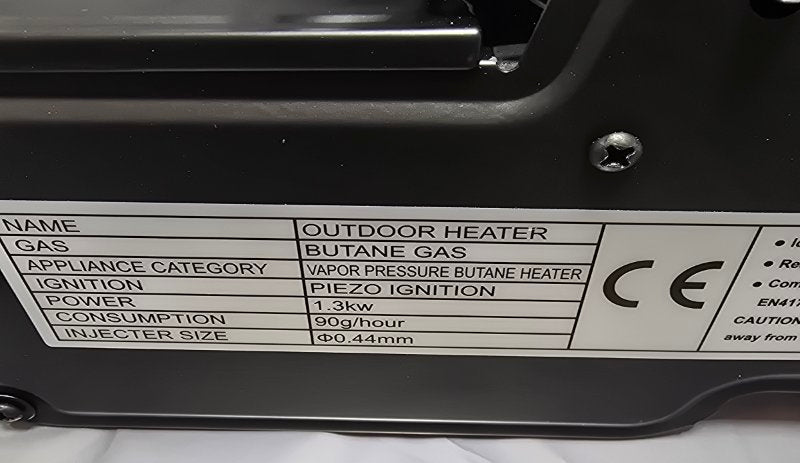 NAME OUTDOOR HEATER
GAS BUTANE GAS
APPLIANCE CATEGORY VAPOR PRESSURE BUTANE HEATER
IGNITION PIEZO IGNITION
POWER 1.3kw
CONSUMPTION 90g/hour
INJECTER SIZE Φ0.44mm
CE
EN417
CAUTION
away from